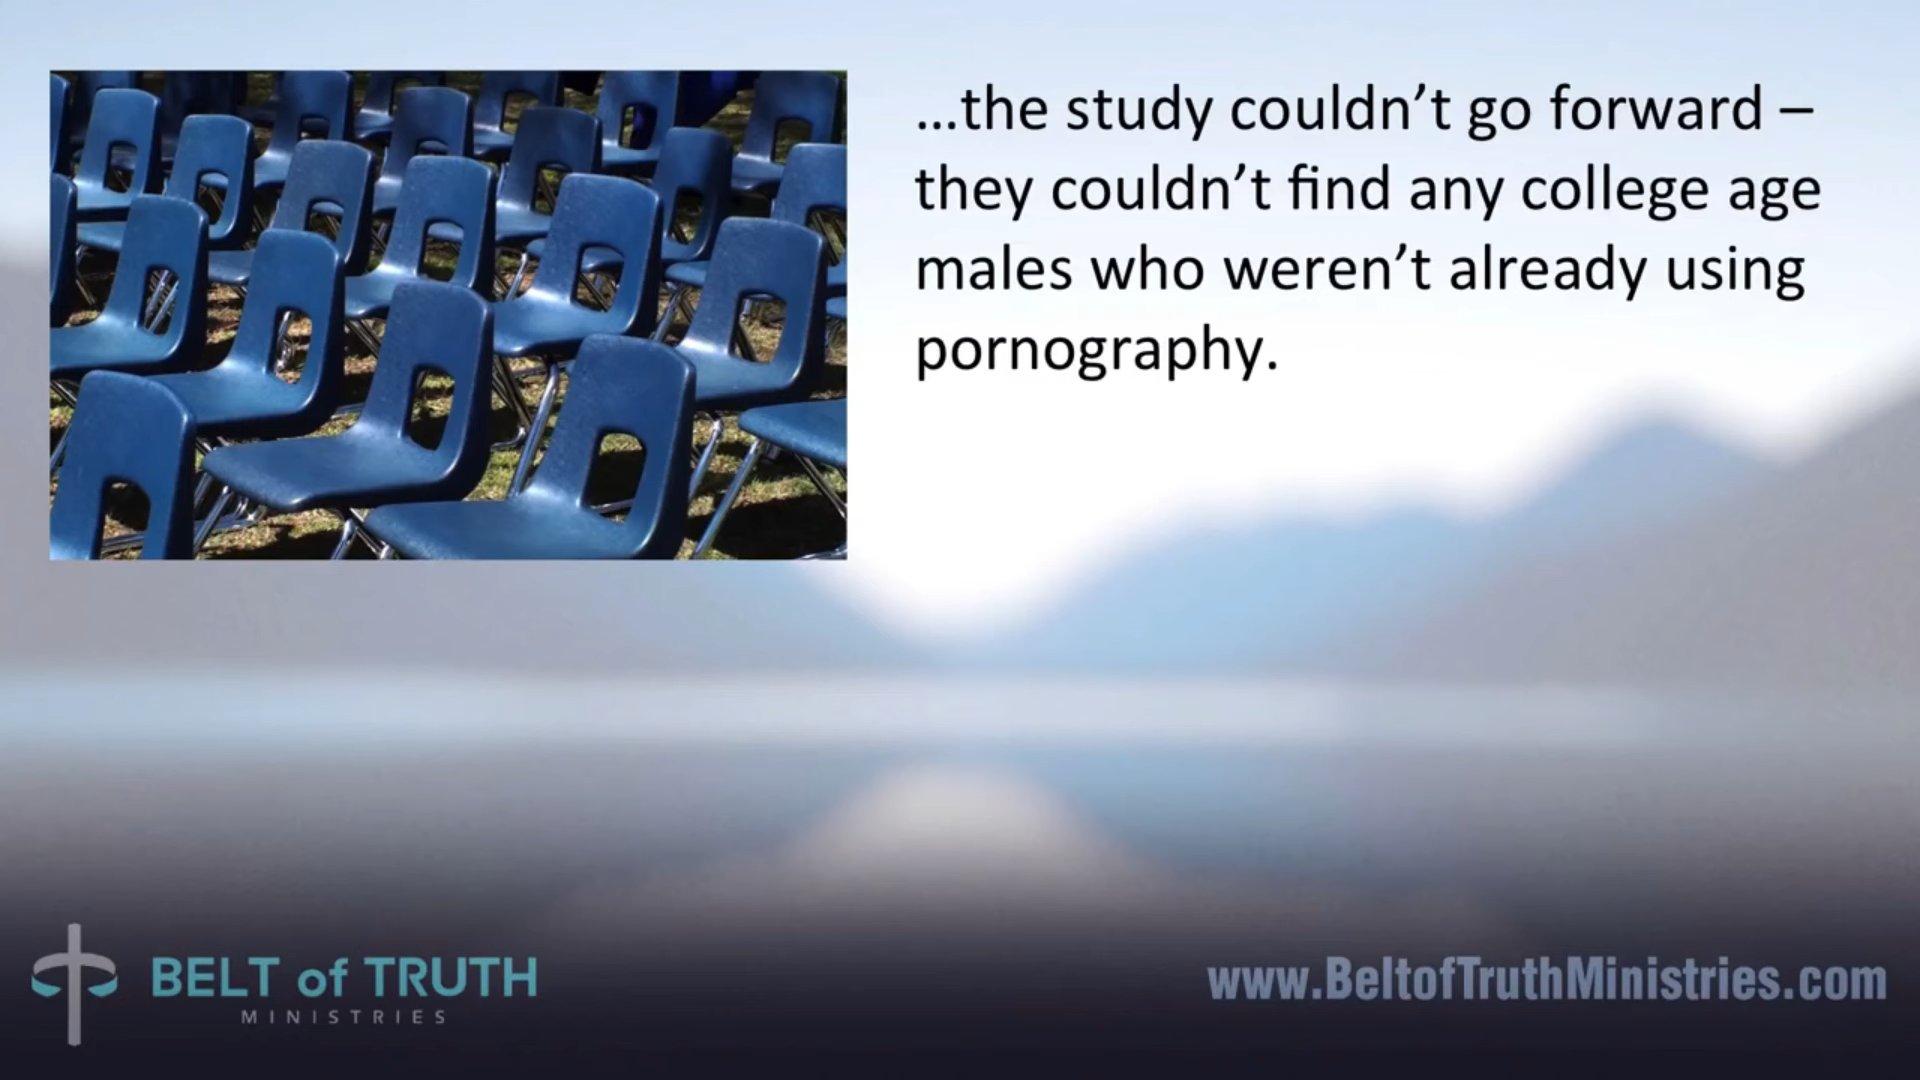 …the study couldn’t go forward –
they couldn’t find any college age
males who weren’t already using
pornography.
BELT of TRUTH
MINISTRIES
www.BeltofTruthMinistries.com